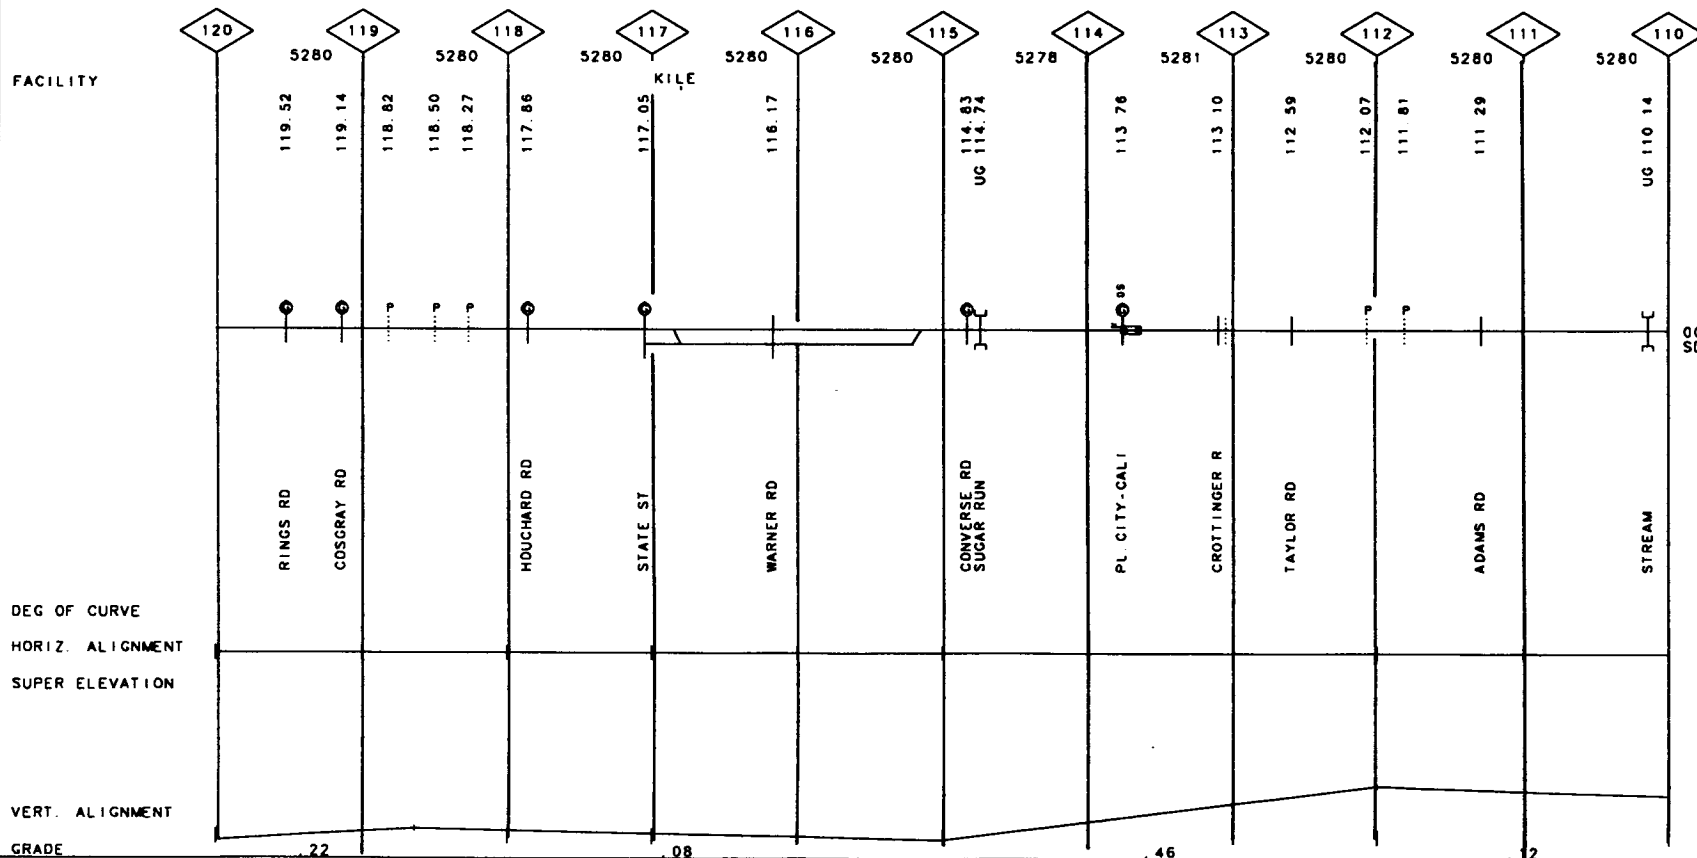 120 119 118 117 116 115 114 113 112 111 110
5280 5280 5280 5280 5280 5278 5281 5280 5280 5280
FACILITY
KILE
119.52
119.14
118.82
118.50
118.27
117.86
117.05
116.17
114.83
UG 114.74
113 76
113 10
112 59
112.07
111.81
111 29
UG 110 14
P P P P P
DS
RINGS RD
COSGRAY RD
HOUCHARD RD
STATE ST
WARNER RD
CONVERSE RD
SUGAR RUN
PL.CITY-CALI
CROTTINGER R
TAYLOR RD
ADAMS RD
STREAM
DEG OF CURVE
HORIZ. ALIGNMENT
SUPER ELEVATION
VERT. ALIGNMENT
GRADE .22 .08 .46 .12